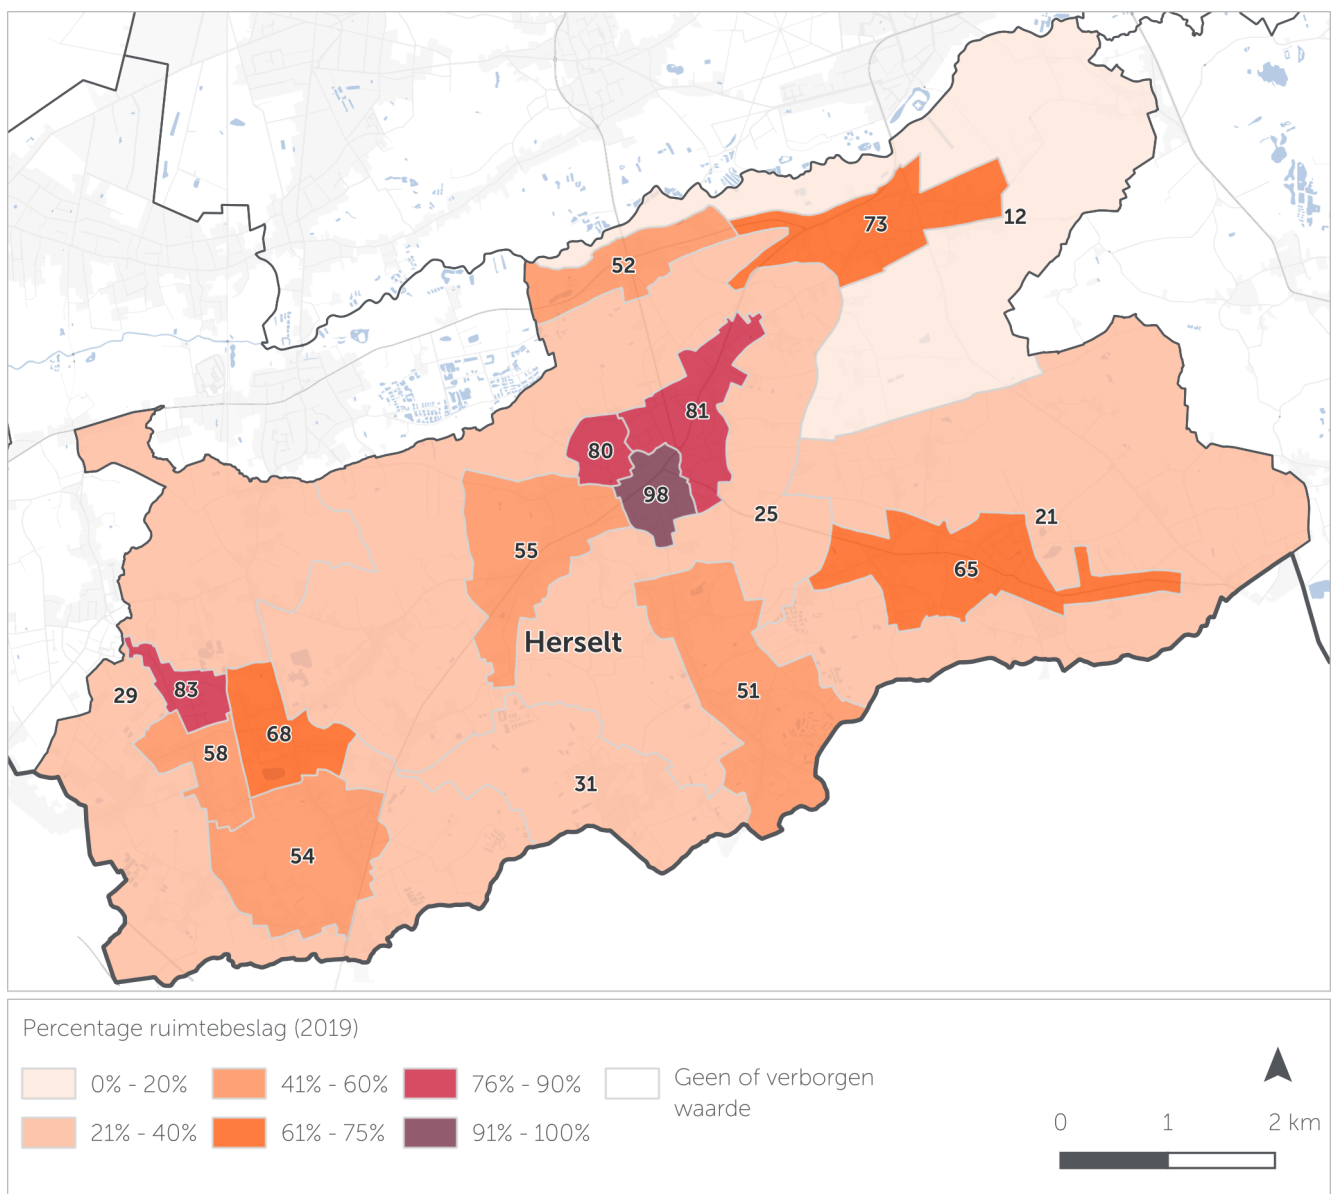 12
73
52
81
80
98
25
21
55
65
Herselt
51
29
83
68
58
31
54
Percentage ruimtebeslag (2019)
0% - 20%
41% - 60%
76% - 90%
Geen of verborgen
waarde
21% - 40%
61% - 75%
91% - 100%
0 1 2 km